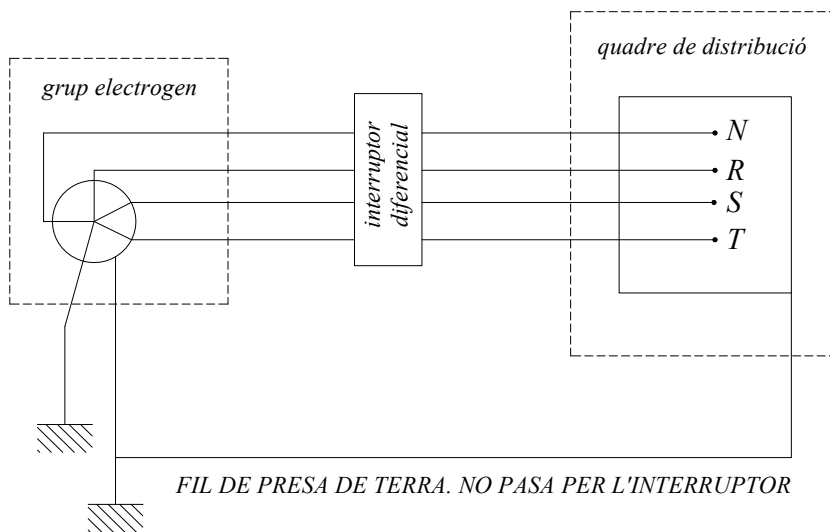 quadre de distribució
grup electrogen
interruptor
diferencial
N
R
S
T
FIL DE PRESA DE TERRA. NO PASA PER L'INTERRUPTOR